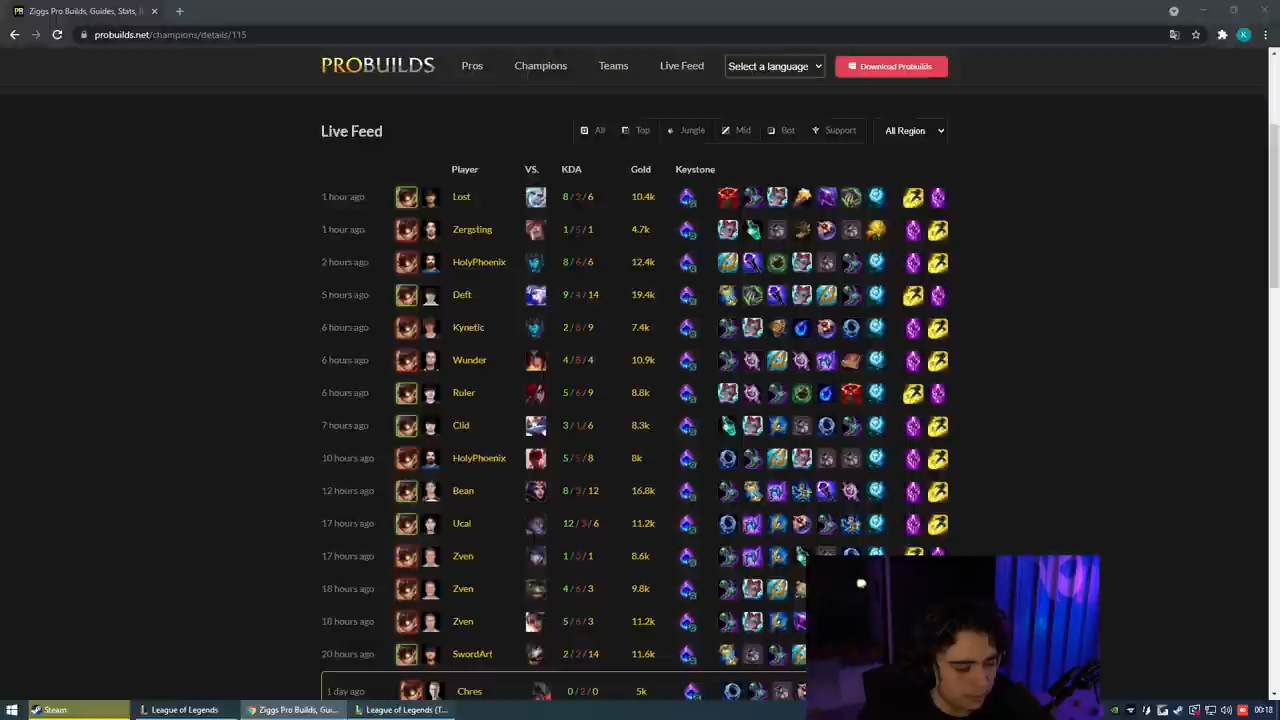 Ziggs Pro Builds, Guides, Stats,
probuilds.net/champions/details/115
K
PROBUILDS Pros Champions Teams Live Feed Select a language Download Probuilds
Live Feed All Top Jungle Mid Bot Support All Region
Player VS. KDA Gold Keystone
1 hour ago Lost 8 / 3 / 6 10.4k
1 hour ago Zergsting 1 / 5 / 1 4.7k
2 hours ago HolyPhoenix 8 / 6 / 6 12.4k
5 hours ago Deft 9 / 4 / 14 19.4k
6 hours ago Kynetic 2 / 8 / 9 7.4k
6 hours ago Wunder 4 / 8 / 4 10.9k
6 hours ago Ruler 5 / 6 / 9 8.8k
7 hours ago Clid 3 / 1 / 6 8.3k
10 hours ago HolyPhoenix 5 / 5 / 8 8k
12 hours ago Bean 8 / 3 / 12 16.8k
17 hours ago Ucal 12 / 3 / 6 11.2k
17 hours ago Zven 1 / 3 / 1 8.6k
18 hours ago Zven 4 / 6 / 3 9.8k
18 hours ago Zven 5 / 6 / 3 11.2k
20 hours ago SwordArt 2 / 2 / 14 11.6k
1 day ago Chres 0 / 2 / 0 5k
Steam League of Legends Ziggs Pro Builds, Gui... League of Legends (T... 00:18